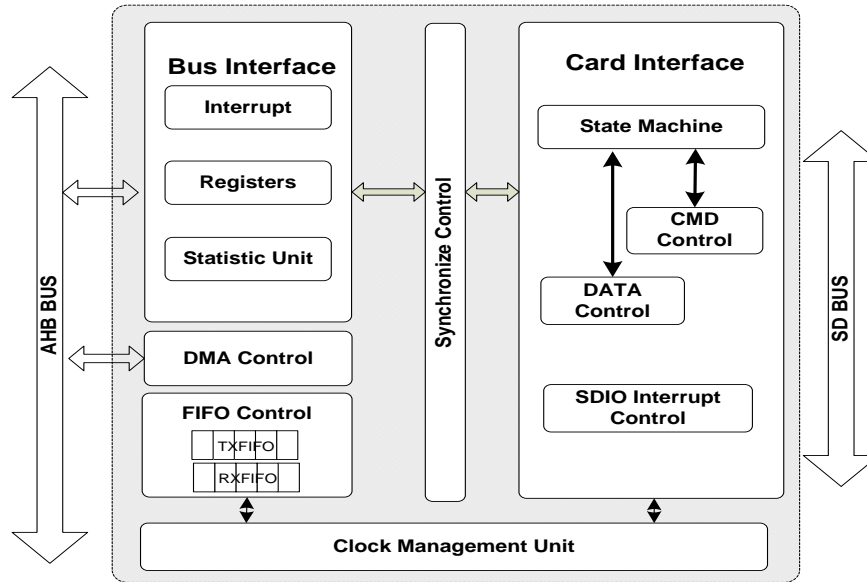 Bus Interface
Interrupt
Registers
Statistic Unit
DMA Control
FIFO Control
TXFIFO
RXFIFO
AHB BUS
Synchronize Control
Card Interface
State Machine
CMD
Control
DATA
Control
SDIO Interrupt
Control
SD BUS
Clock Management Unit